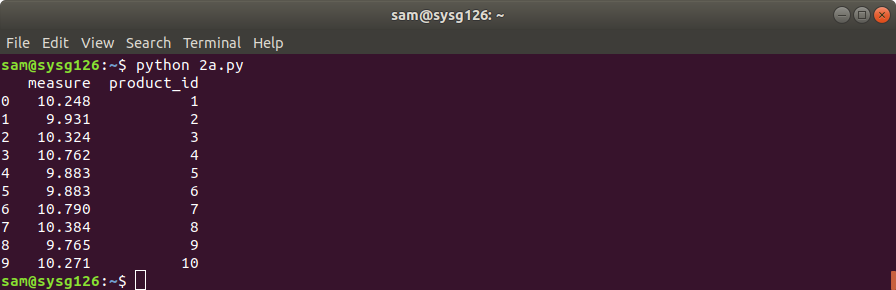 sam@sysg126: ~
File Edit View Search Terminal Help
sam@sysg126:~$ python 2a.py
   measure  product_id
0   10.248           1
1    9.931           2
2   10.324           3
3   10.762           4
4    9.883           5
5    9.883           6
6   10.790           7
7   10.384           8
8    9.765           9
9   10.271          10
sam@sysg126:~$